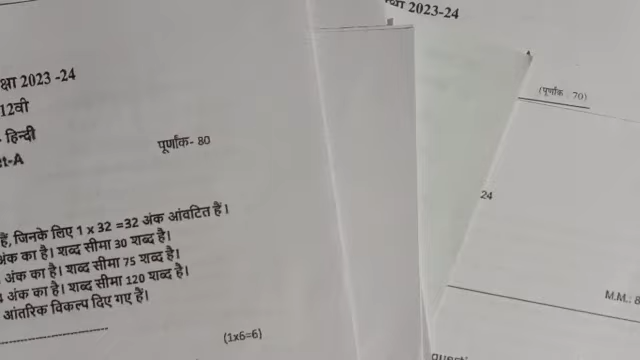 क्षा 2023 -24
12वी
- हिन्दी
t-A
पूर्णांक- 80
हैं, जिनके लिए 1 x 32 =32 अंक आंवटित हैं।
अंक का है। शब्द सीमा 30 शब्द है।
अंक का है। शब्द सीमा 75 शब्द है।
अंक का है। शब्द सीमा 120 शब्द है।
आंतरिक विकल्प दिए गए हैं।
(1x6=6)
2023-24
(पूर्णांक : 70)
24
M.M.: 8